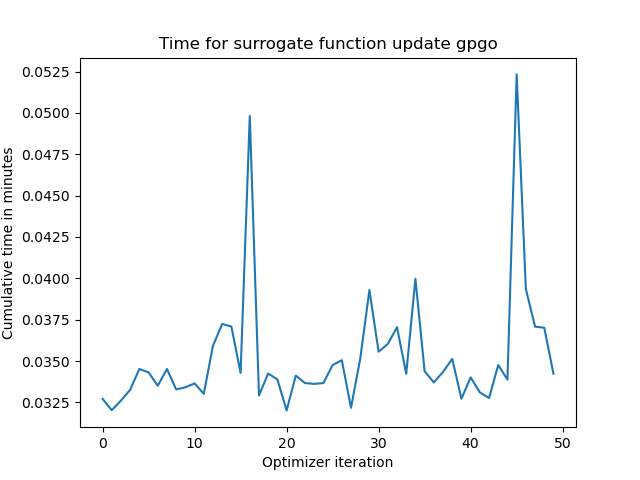 Time for surrogate function update gpgo
0.0525
0.0500
0.0475
0.0450
0.0425
0.0400
0.0375
0.0350
0.0325
Cumulative time in minutes
0 10 20 30 40 50
Optimizer iteration